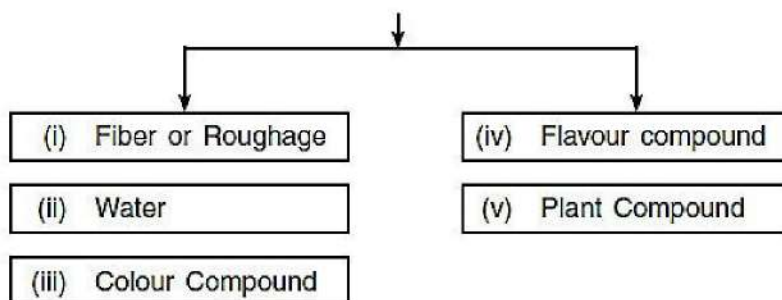 (i) Fiber or Roughage
(ii) Water
(iii) Colour Compound
(iv) Flavour compound
(v) Plant Compound